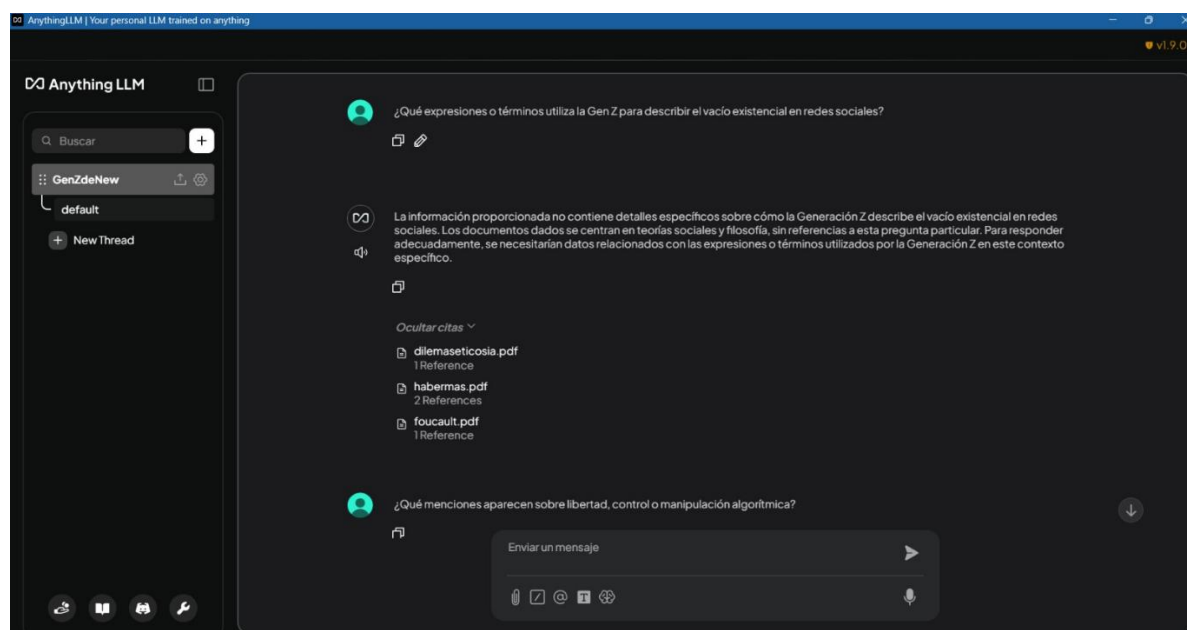 AnythingLLM | Your personal LLM trained on anything
v1.9.0
Anything LLM
Buscar
GenZdeNew
default
New Thread
¿Qué expresiones o términos utiliza la Gen Z para describir el vacío existencial en redes sociales?
La información proporcionada no contiene detalles específicos sobre cómo la Generación Z describe el vacío existencial en redes
sociales. Los documentos dados se centran en teorías sociales y filosofía, sin referencias a esta pregunta particular. Para responder
adecuadamente, se necesitarían datos relacionados con las expresiones o términos utilizados por la Generación Z en este contexto
específico.
Ocultar citas
dilemaseticosia.pdf
1 Reference
habermas.pdf
2 References
foucault.pdf
1 Reference
¿Qué menciones aparecen sobre libertad, control o manipulación algorítmica?
Enviar un mensaje